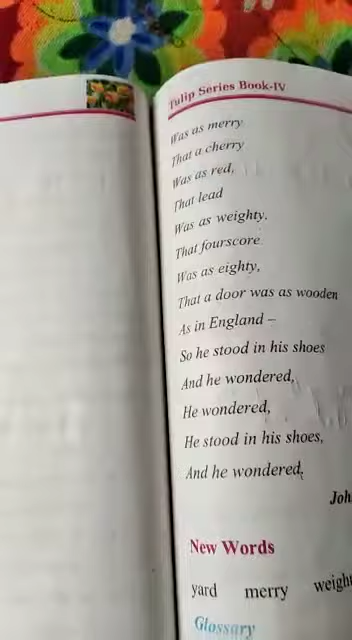 Tulip Series Book-IV
Was as merry
That a cherry
Was as red,
That lead
Was as weighty,
That fourscore
Was as eighty,
That a door was as wooden
As in England –
So he stood in his shoes
And he wondered,
He wondered,
He stood in his shoes,
And he wondered.
New Words
yard merry
Glossary